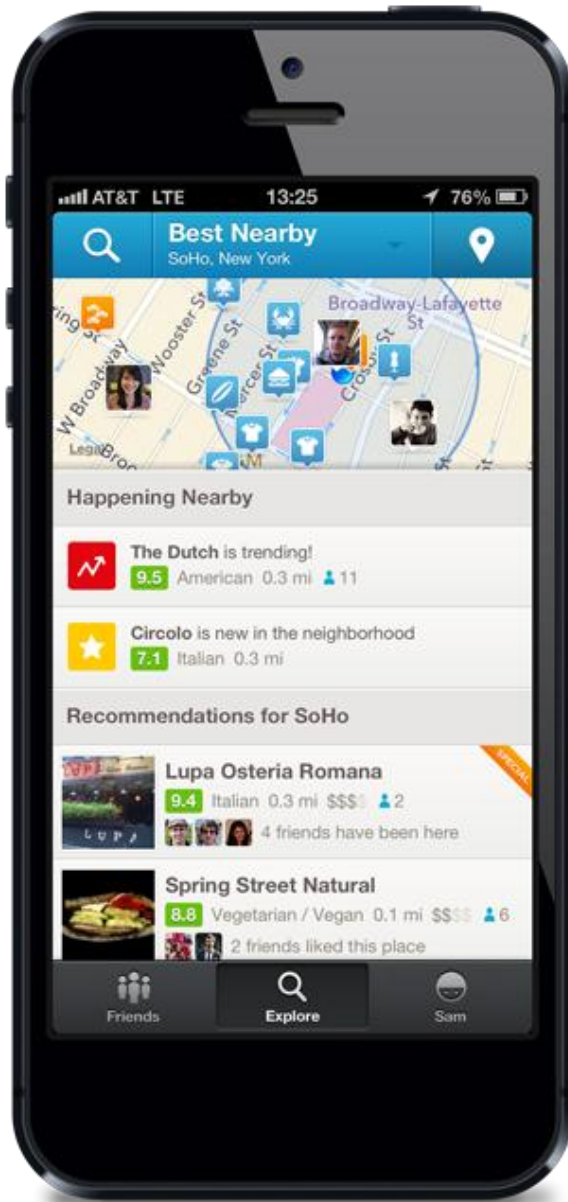 AT&T LTE 13:25 76%
Best Nearby
SoHo, New York
Broadway-Lafayette
St
Wooster St
Greene St
Mercer St
Crosby St
W Broadway
Legal
Happening Nearby
The Dutch is trending!
9.5 American 0.3 mi 11
Circolo is new in the neighborhood
7.1 Italian 0.3 mi
Recommendations for SoHo
SPECIAL
Lupa Osteria Romana
9.4 Italian 0.3 mi $$$$ 2
LUPA
4 friends have been here
Spring Street Natural
8.8 Vegetarian / Vegan 0.1 mi $$$$ 6
2 friends liked this place
Friends Explore Sam